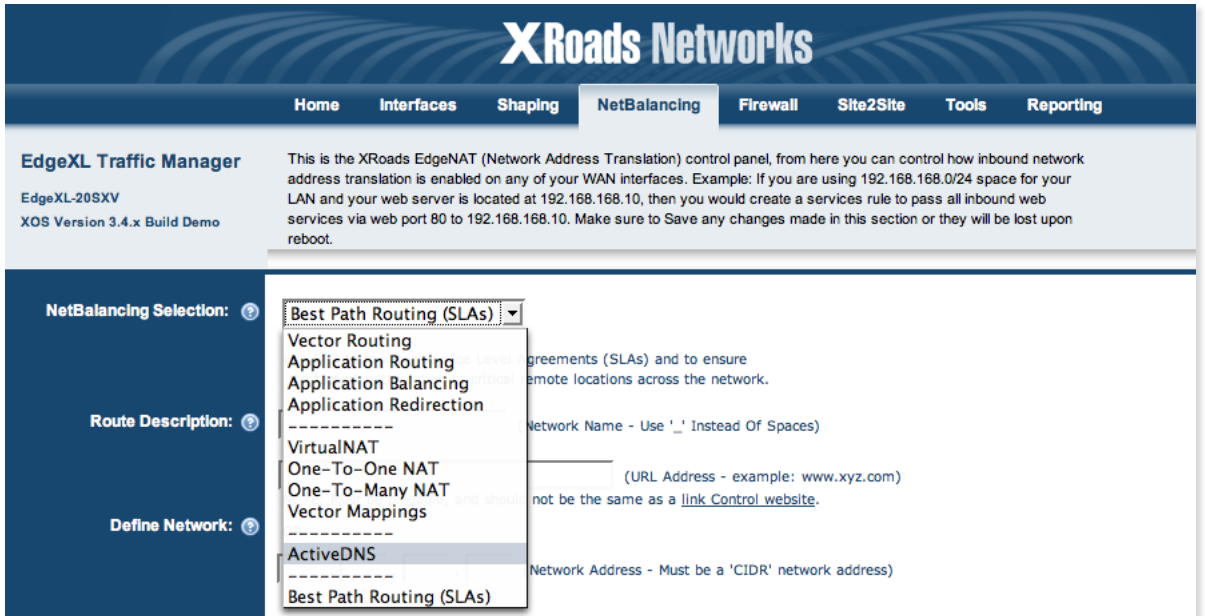 XRoads Networks
Home Interfaces Shaping NetBalancing Firewall Site2Site Tools Reporting
EdgeXL Traffic Manager
EdgeXL-20SXV
XOS Version 3.4.x Build Demo
This is the XRoads EdgeNAT (Network Address Translation) control panel, from here you can control how inbound network
address translation is enabled on any of your WAN interfaces. Example: If you are using 192.168.168.0/24 space for your
LAN and your web server is located at 192.168.168.10, then you would create a services rule to pass all inbound web
services via web port 80 to 192.168.168.10. Make sure to Save any changes made in this section or they will be lost upon
reboot.
NetBalancing Selection:
Best Path Routing (SLAs)
Vector Routing
Application Routing
Application Balancing
Application Redirection
----------
VirtualNAT
One-To-One NAT
One-To-Many NAT
Vector Mappings
----------
ActiveDNS
----------
Best Path Routing (SLAs)
Level Agreements (SLAs) and to ensure
critical remote locations across the network.
Route Description:
(Network Name - Use '_' Instead Of Spaces)
(URL Address - example: www.xyz.com)
and should not be the same as a link Control website.
Define Network:
Network Address - Must be a 'CIDR' network address)